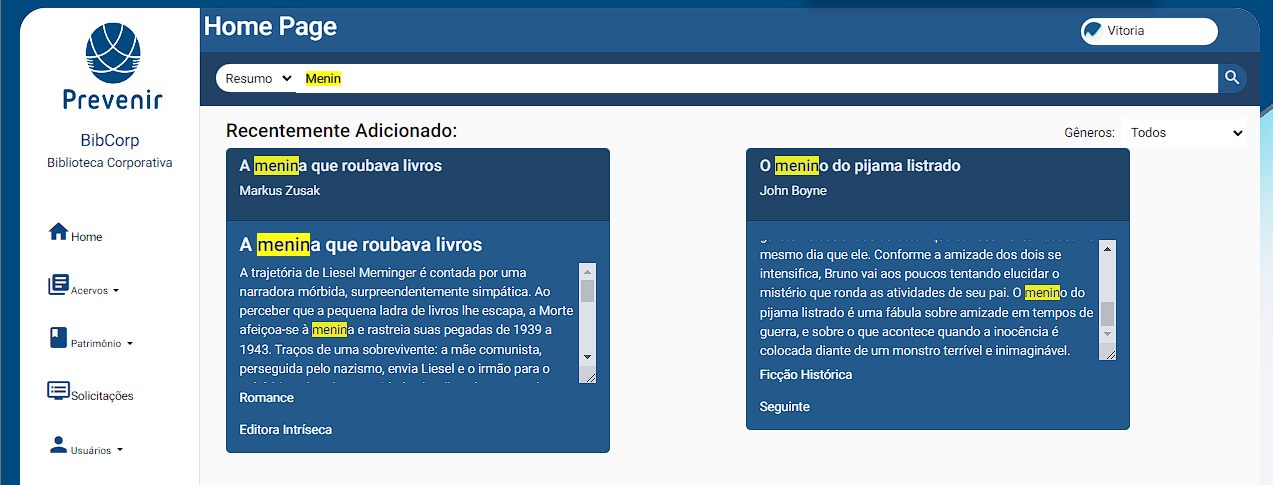 Home Page
Vitoria
Prevenir
BibCorp
Biblioteca Corporativa
Home
Acervos
Patrimônio
Solicitações
Usuários
Resumo
Menin
Recentemente Adicionado:
Gêneros:
Todos
A menina que roubava livros
Markus Zusak
A menina que roubava livros
A trajetória de Liesel Meminger é contada por uma
narradora mórbida, surpreendentemente simpática. Ao
perceber que a pequena ladra de livros lhe escapa, a Morte
afeiçoa-se à menina e rastreia suas pegadas de 1939 a
1943. Traços de uma sobrevivente: a mãe comunista,
perseguida pelo nazismo, envia Liesel e o irmão para o
Romance
Editora Intríseca
O menino do pijama listrado
John Boyne
mesmo dia que ele. Conforme a amizade dos dois se
intensifica, Bruno vai aos poucos tentando elucidar o
mistério que ronda as atividades de seu pai. O menino do
pijama listrado é uma fábula sobre amizade em tempos de
guerra, e sobre o que acontece quando a inocência é
colocada diante de um monstro terrível e inimaginável.
Ficção Histórica
Seguinte